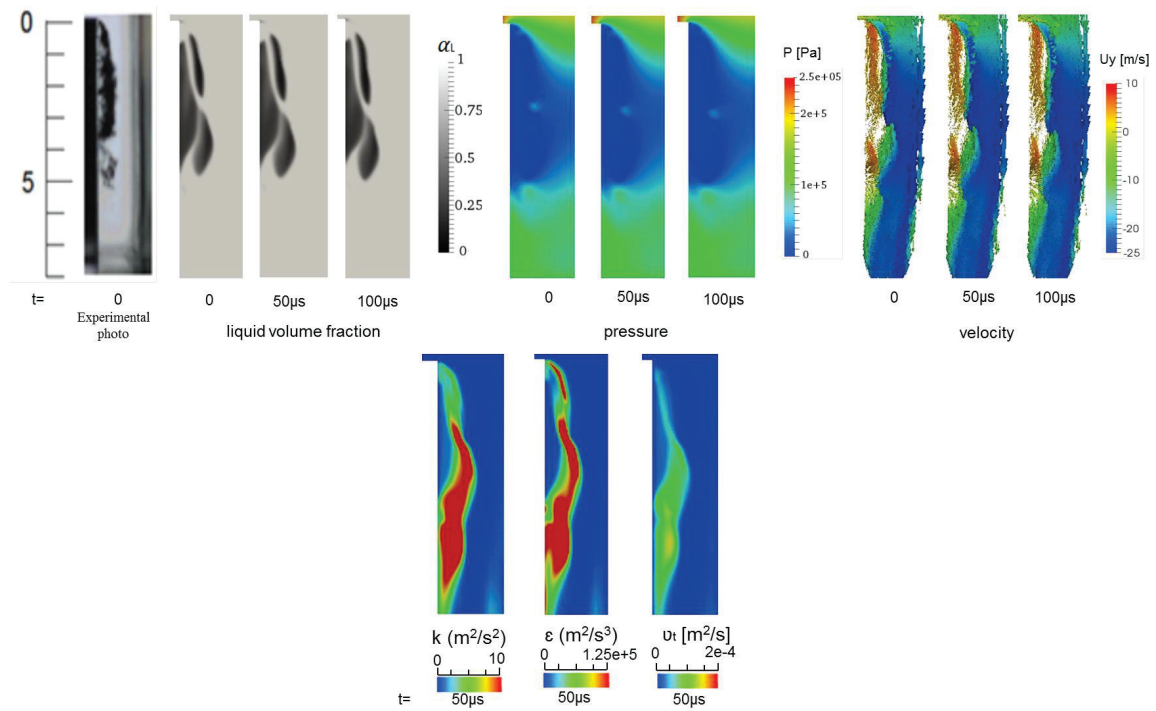 0
5
αL
1
0.75
0.5
0.25
0
P [Pa]
2.5e+05
2e+5
1e+5
0
Uy [m/s]
10
0
-10
-20
-25
t= 0 0 50µs 100µs 0 50µs 100µs 0 50µs 100µs
Experimental
photo
liquid volume fraction pressure velocity
k (m²/s²) ε (m²/s³) υt [m²/s]
0 10 0 1.25e+5 0 2e-4
t= 50µs 50µs 50µs